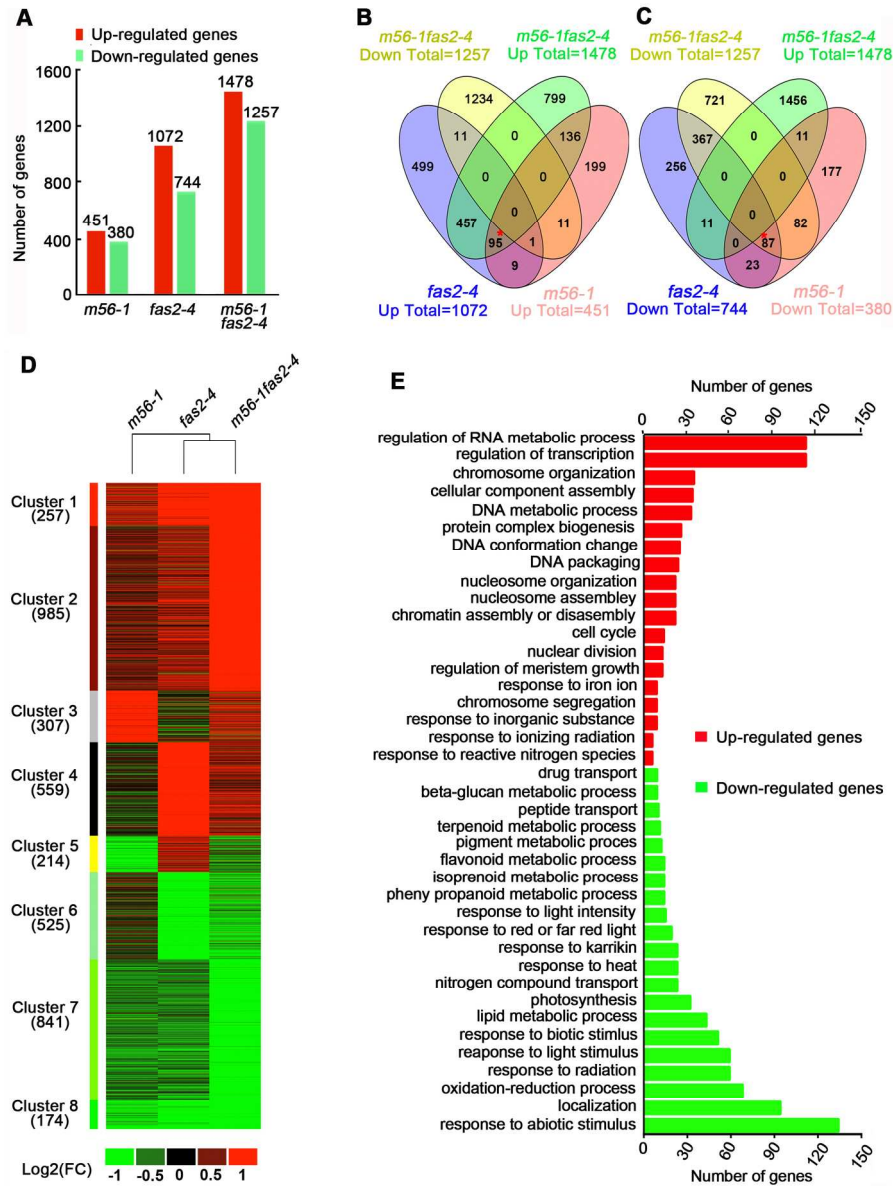 A
Up-regulated genes
Down-regulated genes
Number of genes
1600
1200
800
400
0
451
380
1072
744
1478
1257
m56-1
fas2-4
m56-1
fas2-4
B
m56-1fas2-4
Down Total=1257
m56-1fas2-4
Up Total=1478
1234
799
11
0
136
499
0
0
199
457
0
11
*
95
1
9
fas2-4
Up Total=1072
m56-1
Up Total=451
C
m56-1fas2-4
Down Total=1257
m56-1fas2-4
Up Total=1478
721
1456
367
0
11
256
0
0
177
11
0
82
*
0
87
23
fas2-4
Down Total=744
m56-1
Down Total=380
D
m56-1
fas2-4
m56-1fas2-4
Cluster 1
(257)
Cluster 2
(985)
Cluster 3
(307)
Cluster 4
(559)
Cluster 5
(214)
Cluster 6
(525)
Cluster 7
(841)
Cluster 8
(174)
Log2(FC)
-1
-0.5
0
0.5
1
E
Number of genes
0
30
60
90
120
150
regulation of RNA metabolic process
regulation of transcription
chromosome organization
cellular component assembly
DNA metabolic process
protein complex biogenesis
DNA conformation change
DNA packaging
nucleosome organization
nucleosome assembley
chromatin assembly or disassembly
cell cycle
nuclear division
regulation of meristem growth
response to iron ion
chromosome segregation
response to inorganic substance
response to ionizing radiation
response to reactive nitrogen species
drug transport
beta-glucan metabolic process
peptide transport
terpenoid metabolic process
pigment metabolic proces
flavonoid metabolic process
isoprenoid metabolic process
pheny propanoid metabolic process
response to light intensity
response to red or far red light
response to karrikin
response to heat
nitrogen compound transport
photosynthesis
lipid metabolic process
response to biotic stimlus
reaponse to light stimulus
response to radiation
oxidation-reduction process
localization
response to abiotic stimulus
Up-regulated genes
Down-regulated genes
0
30
60
90
120
150
Number of genes